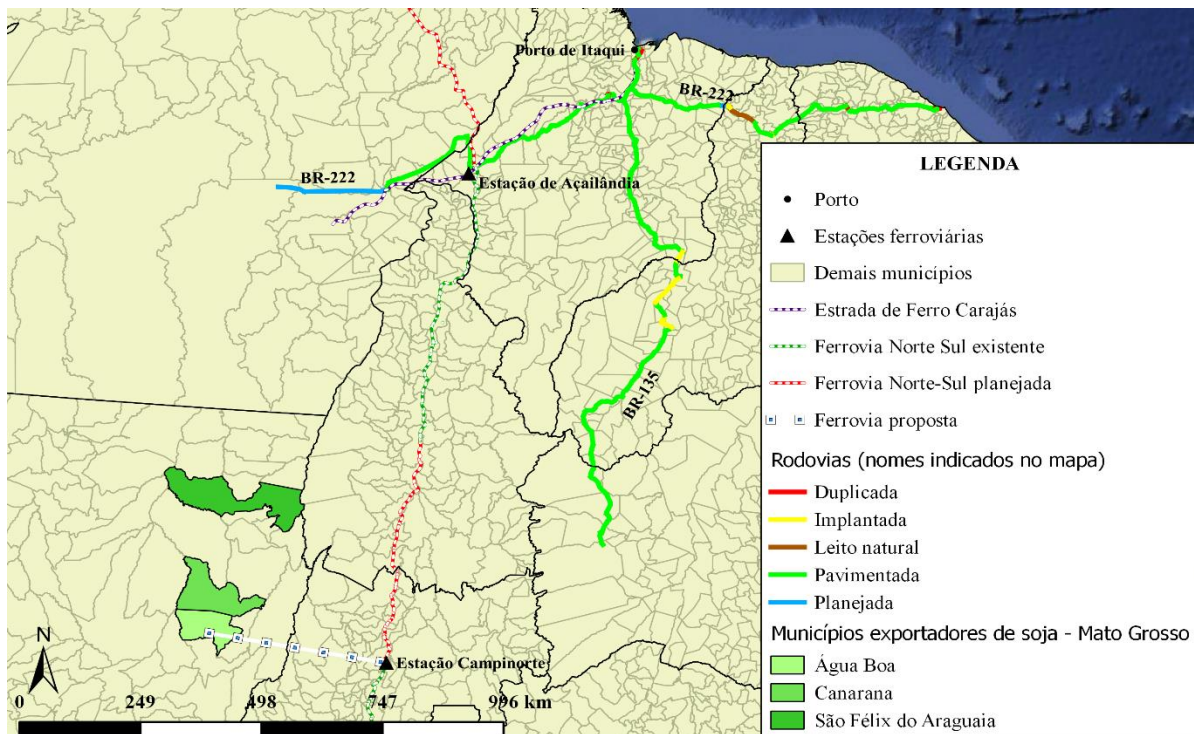 Porto de Itaqui
BR-222
BR-222
Estação de Açailândia
BR-135
Estação Campinorte
N
0 249 498 747 996 km
LEGENDA
Porto
Estações ferroviárias
Demais municípios
Estrada de Ferro Carajás
Ferrovia Norte Sul existente
Ferrovia Norte-Sul planejada
Ferrovia proposta
Rodovias (nomes indicados no mapa)
Duplicada
Implantada
Leito natural
Pavimentada
Planejada
Municípios exportadores de soja - Mato Grosso
Água Boa
Canarana
São Félix do Araguaia